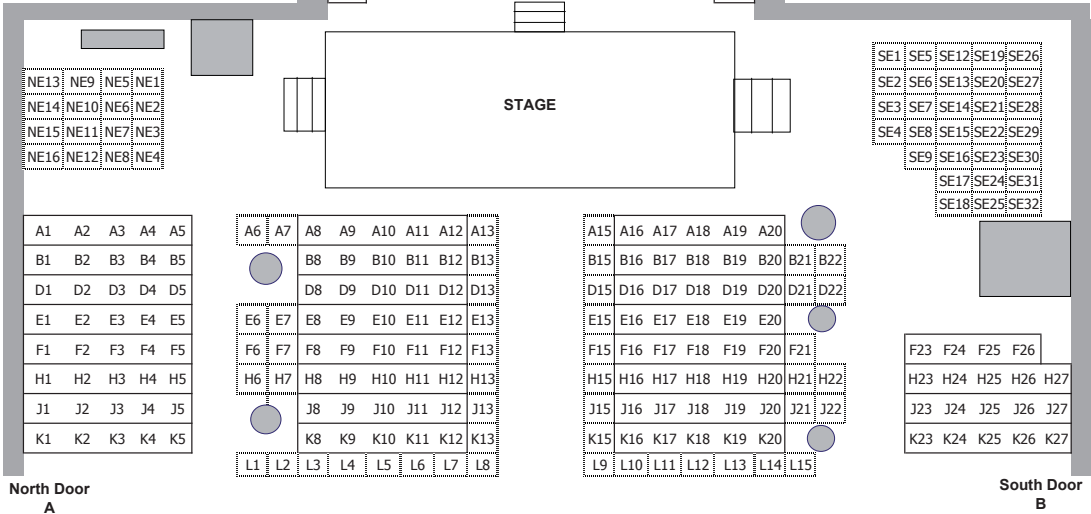 STAGE
NE13 NE9 NE5 NE1
NE14 NE10 NE6 NE2
NE15 NE11 NE7 NE3
NE16 NE12 NE8 NE4
SE1 SE5 SE12 SE19 SE26
SE2 SE6 SE13 SE20 SE27
SE3 SE7 SE14 SE21 SE28
SE4 SE8 SE15 SE22 SE29
SE9 SE16 SE23 SE30
SE17 SE24 SE31
SE18 SE25 SE32
A1 A2 A3 A4 A5 A6 A7 A8 A9 A10 A11 A12 A13 A15 A16 A17 A18 A19 A20
B1 B2 B3 B4 B5 B8 B9 B10 B11 B12 B13 B15 B16 B17 B18 B19 B20 B21 B22
D1 D2 D3 D4 D5 D8 D9 D10 D11 D12 D13 D15 D16 D17 D18 D19 D20 D21 D22
E1 E2 E3 E4 E5 E6 E7 E8 E9 E10 E11 E12 E13 E15 E16 E17 E18 E19 E20
F1 F2 F3 F4 F5 F6 F7 F8 F9 F10 F11 F12 F13 F15 F16 F17 F18 F19 F20 F21 F23 F24 F25 F26
H1 H2 H3 H4 H5 H6 H7 H8 H9 H10 H11 H12 H13 H15 H16 H17 H18 H19 H20 H21 H22 H23 H24 H25 H26 H27
J1 J2 J3 J4 J5 J8 J9 J10 J11 J12 J13 J15 J16 J17 J18 J19 J20 J21 J22 J23 J24 J25 J26 J27
K1 K2 K3 K4 K5 K8 K9 K10 K11 K12 K13 K15 K16 K17 K18 K19 K20 K23 K24 K25 K26 K27
L1 L2 L3 L4 L5 L6 L7 L8 L9 L10 L11 L12 L13 L14 L15
North Door
A
South Door
B